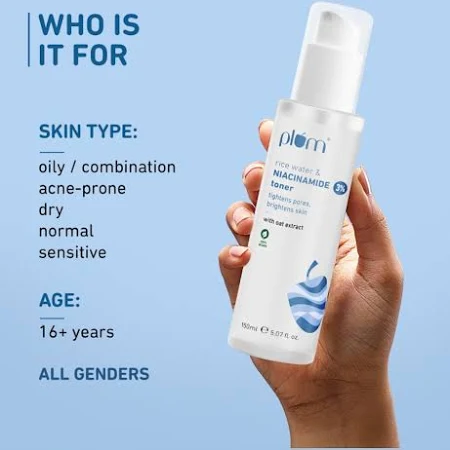 WHO IS
IT FOR
SKIN TYPE:
oily / combination
acne-prone
dry
normal
sensitive
AGE:
16+ years
ALL GENDERS
plum
rice water &
NIACINAMIDE 3%
toner
tightens pores,
brightens skin
with oat extract
150ml ℮ 5.07 fl. oz.